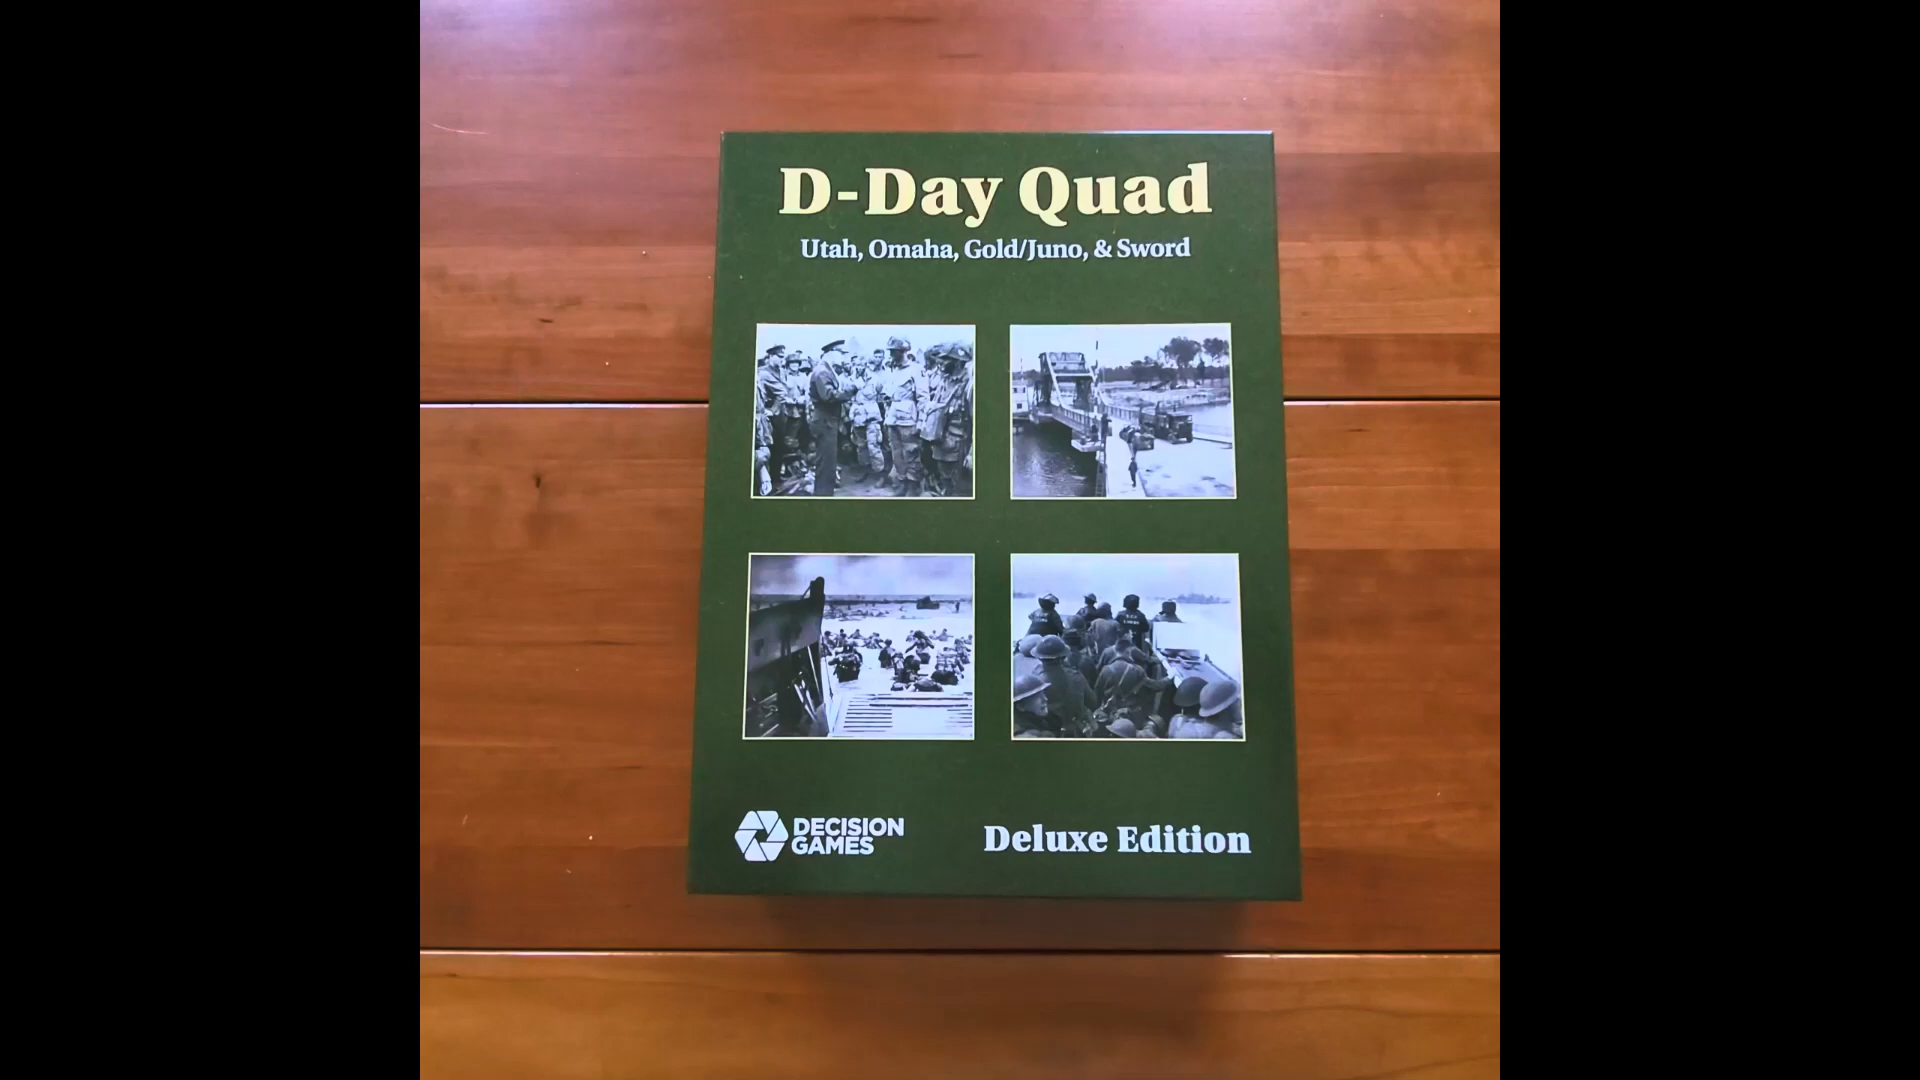 D-Day Quad
Utah, Omaha, Gold/Juno, & Sword
DECISION
GAMES
Deluxe Edition